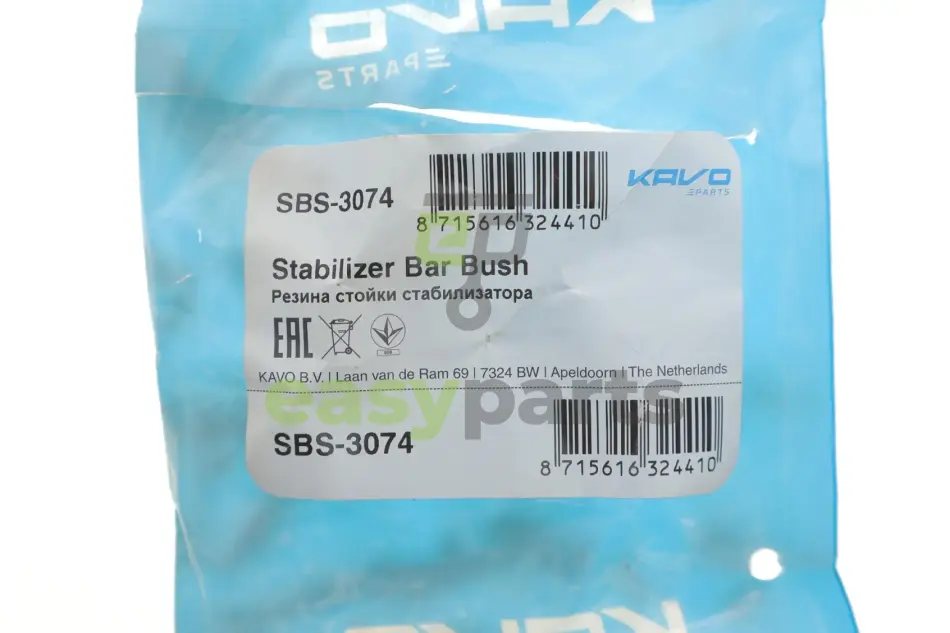 KAVO
PARTS
SBS-3074
8 715616 324410
KAVO
PARTS
Stabilizer Bar Bush
Резина стойки стабилизатора
EAC
KAVO B.V. | Laan van de Ram 69 | 7324 BW | Apeldoorn | The Netherlands
easyparts
SBS-3074
8 715616 324410
KAVO